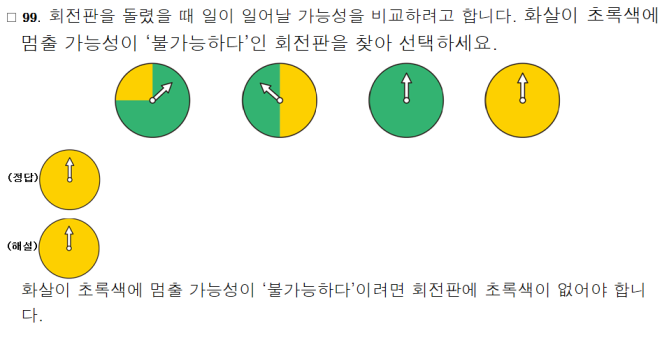 □ 99. 회전판을 돌렸을 때 일이 일어날 가능성을 비교하려고 합니다. 화살이 초록색에
멈출 가능성이 ‘불가능하다’인 회전판을 찾아 선택하세요.
(정답)
(해설)
화살이 초록색에 멈출 가능성이 ‘불가능하다’이려면 회전판에 초록색이 없어야 합니
다.